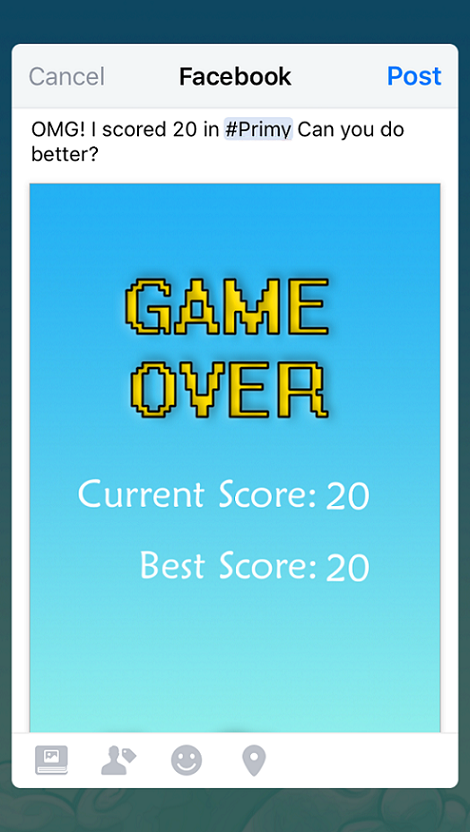 Cancel Facebook Post
OMG! I scored 20 in #Primy Can you do
better?
GAME
OVER
Current Score: 20
Best Score: 20